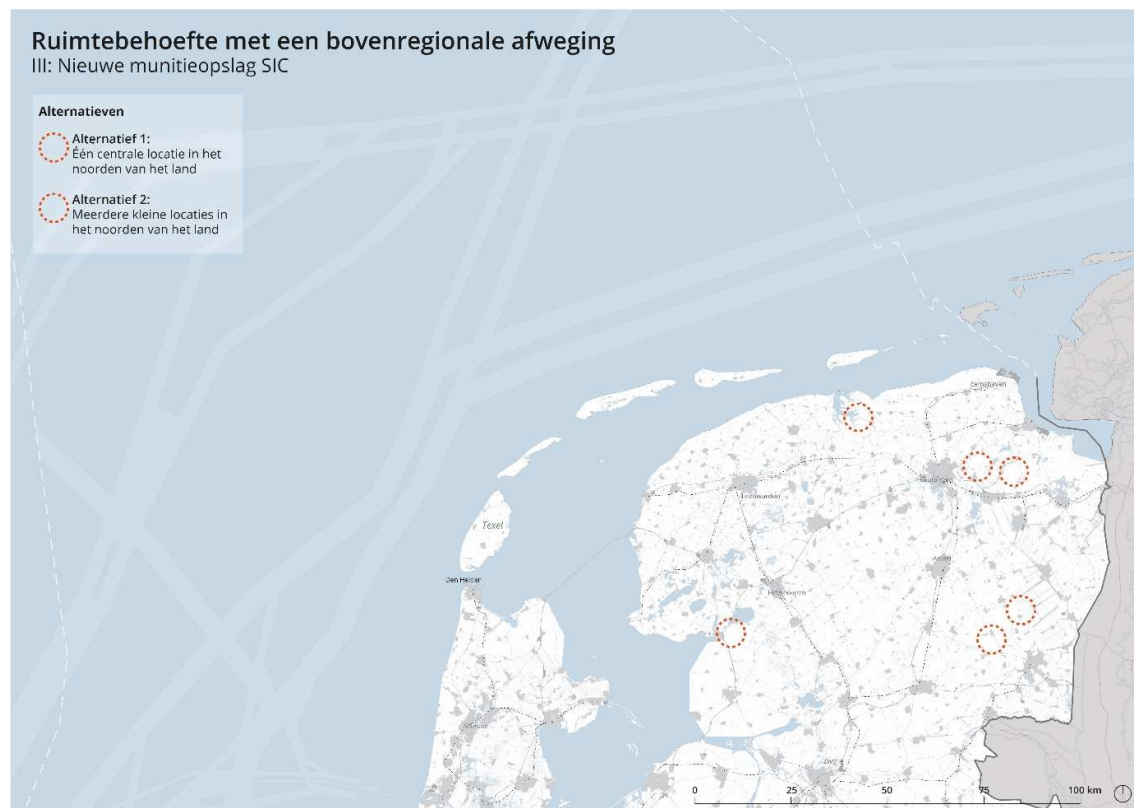 Ruimtebehoefte met een bovenregionale afweging
III: Nieuwe munitieopslag SIC
Alternatieven
Alternatief 1:
Één centrale locatie in het
noorden van het land
Alternatief 2:
Meerdere kleine locaties in
het noorden van het land
Eemshaven
Groningen
Leeuwarden
Texel
Assen
Den Helder
Heerenveen
Alkmaar
0 25 50 75 100 km